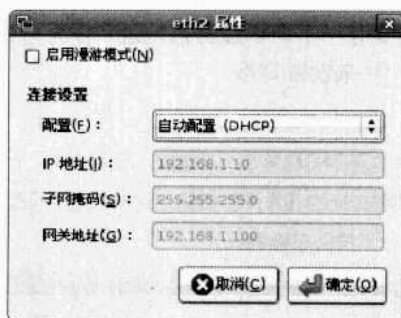 eth2 属性
启用漫游模式(N)
连接设置
配置(F)： 自动配置 (DHCP)
IP 地址(I)： 192.168.1.10
子网掩码(S)： 255.255.255.0
网关地址(G)： 192.168.1.100
取消(C) 确定(O)